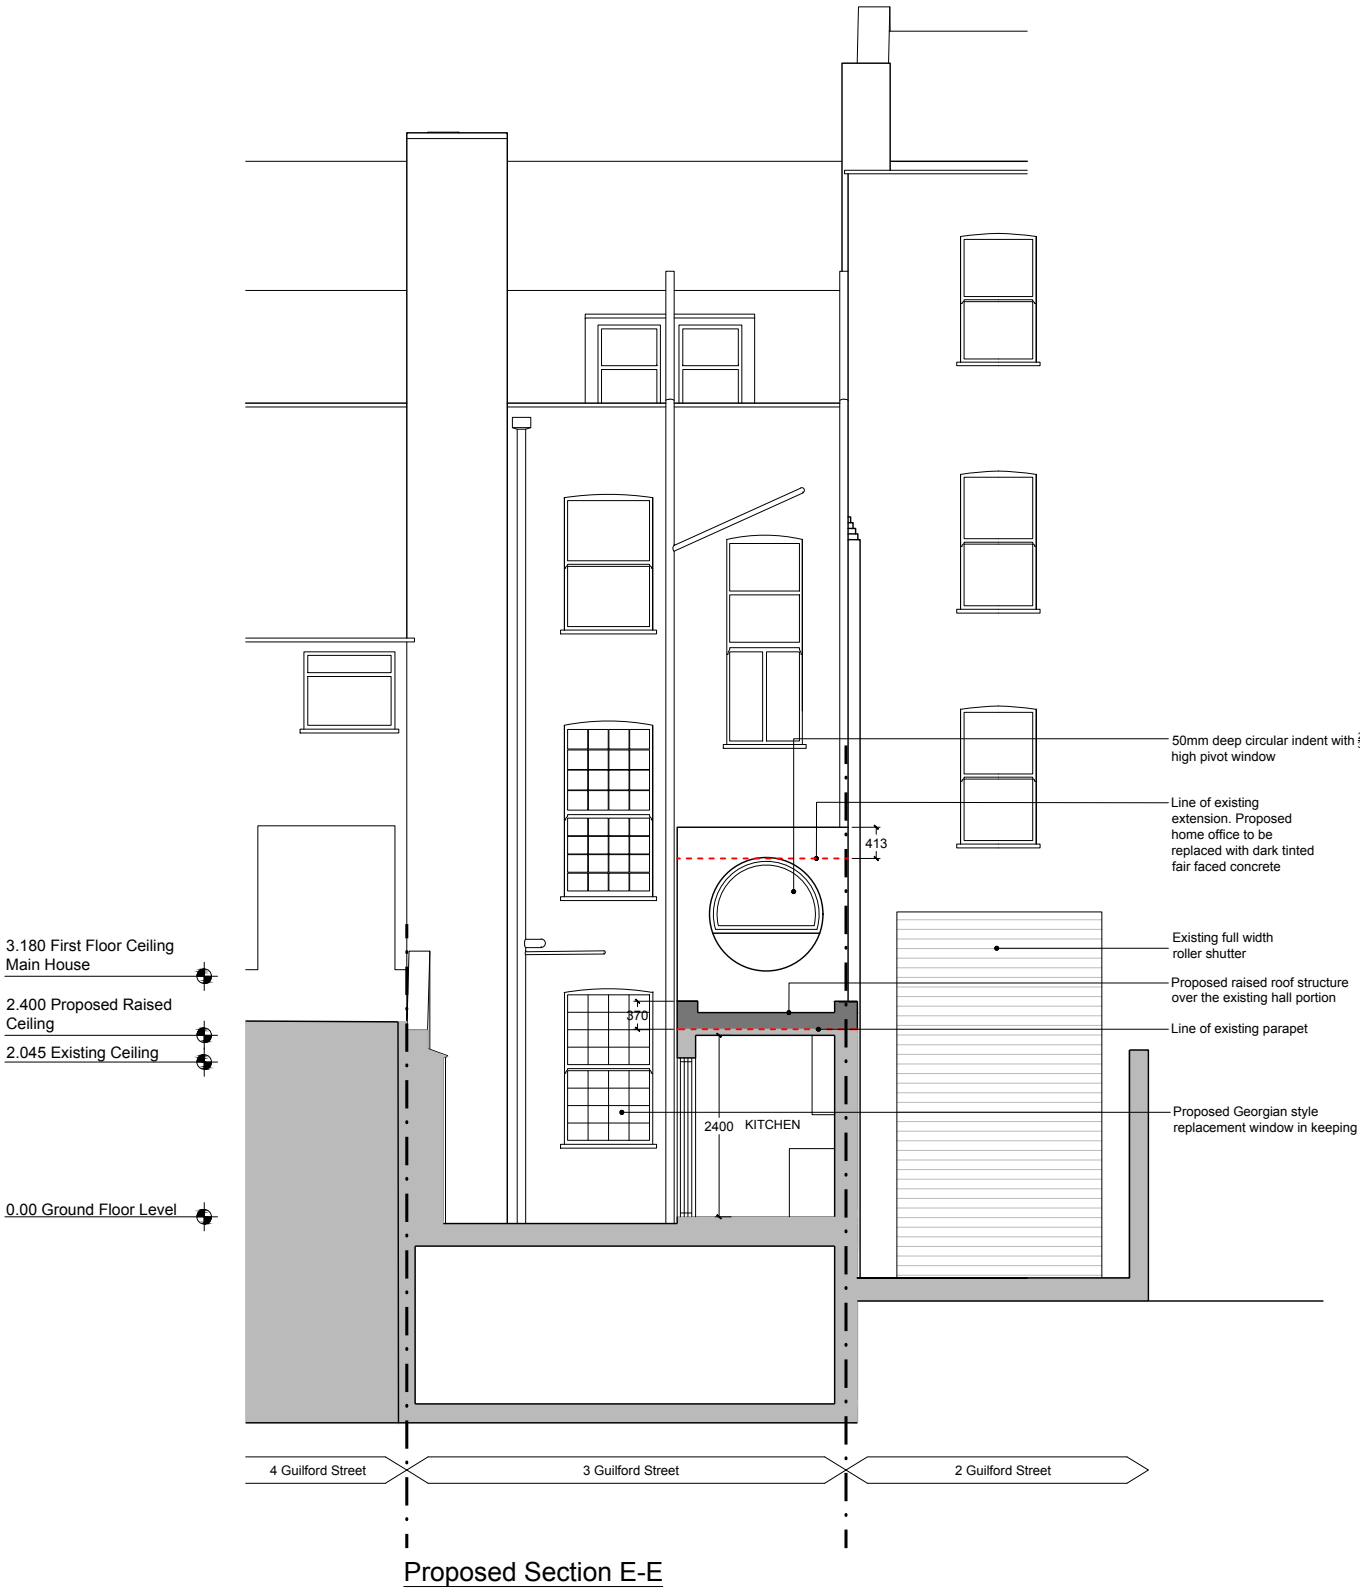 50mm deep circular indent with
high pivot window
Line of existing
extension. Proposed
home office to be
replaced with dark tinted
fair faced concrete
413
3.180 First Floor Ceiling
Main House
Existing full width
roller shutter
Proposed raised roof structure
over the existing hall portion
2.400 Proposed Raised
Ceiling
370
Line of existing parapet
2.045 Existing Ceiling
Proposed Georgian style
replacement window in keeping
2400 KITCHEN
0.00 Ground Floor Level
4 Guilford Street
3 Guilford Street
2 Guilford Street
Proposed Section E-E